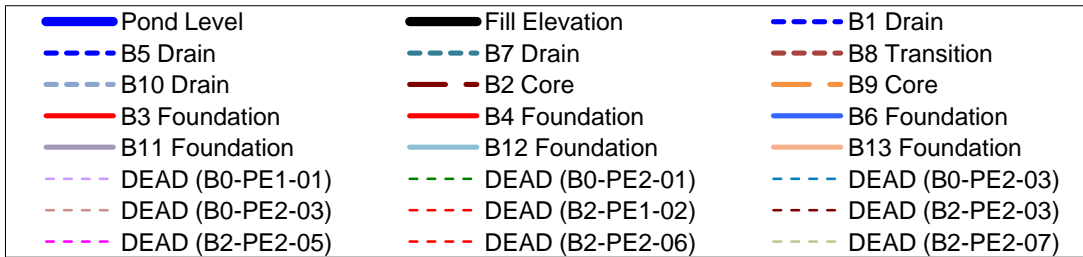 Pond Level Fill Elevation B1 Drain
B5 Drain B7 Drain B8 Transition
B10 Drain B2 Core B9 Core
B3 Foundation B4 Foundation B6 Foundation
B11 Foundation B12 Foundation B13 Foundation
DEAD (B0-PE1-01) DEAD (B0-PE2-01) DEAD (B0-PE2-03)
DEAD (B0-PE2-03) DEAD (B2-PE1-02) DEAD (B2-PE2-03)
DEAD (B2-PE2-05) DEAD (B2-PE2-06) DEAD (B2-PE2-07)